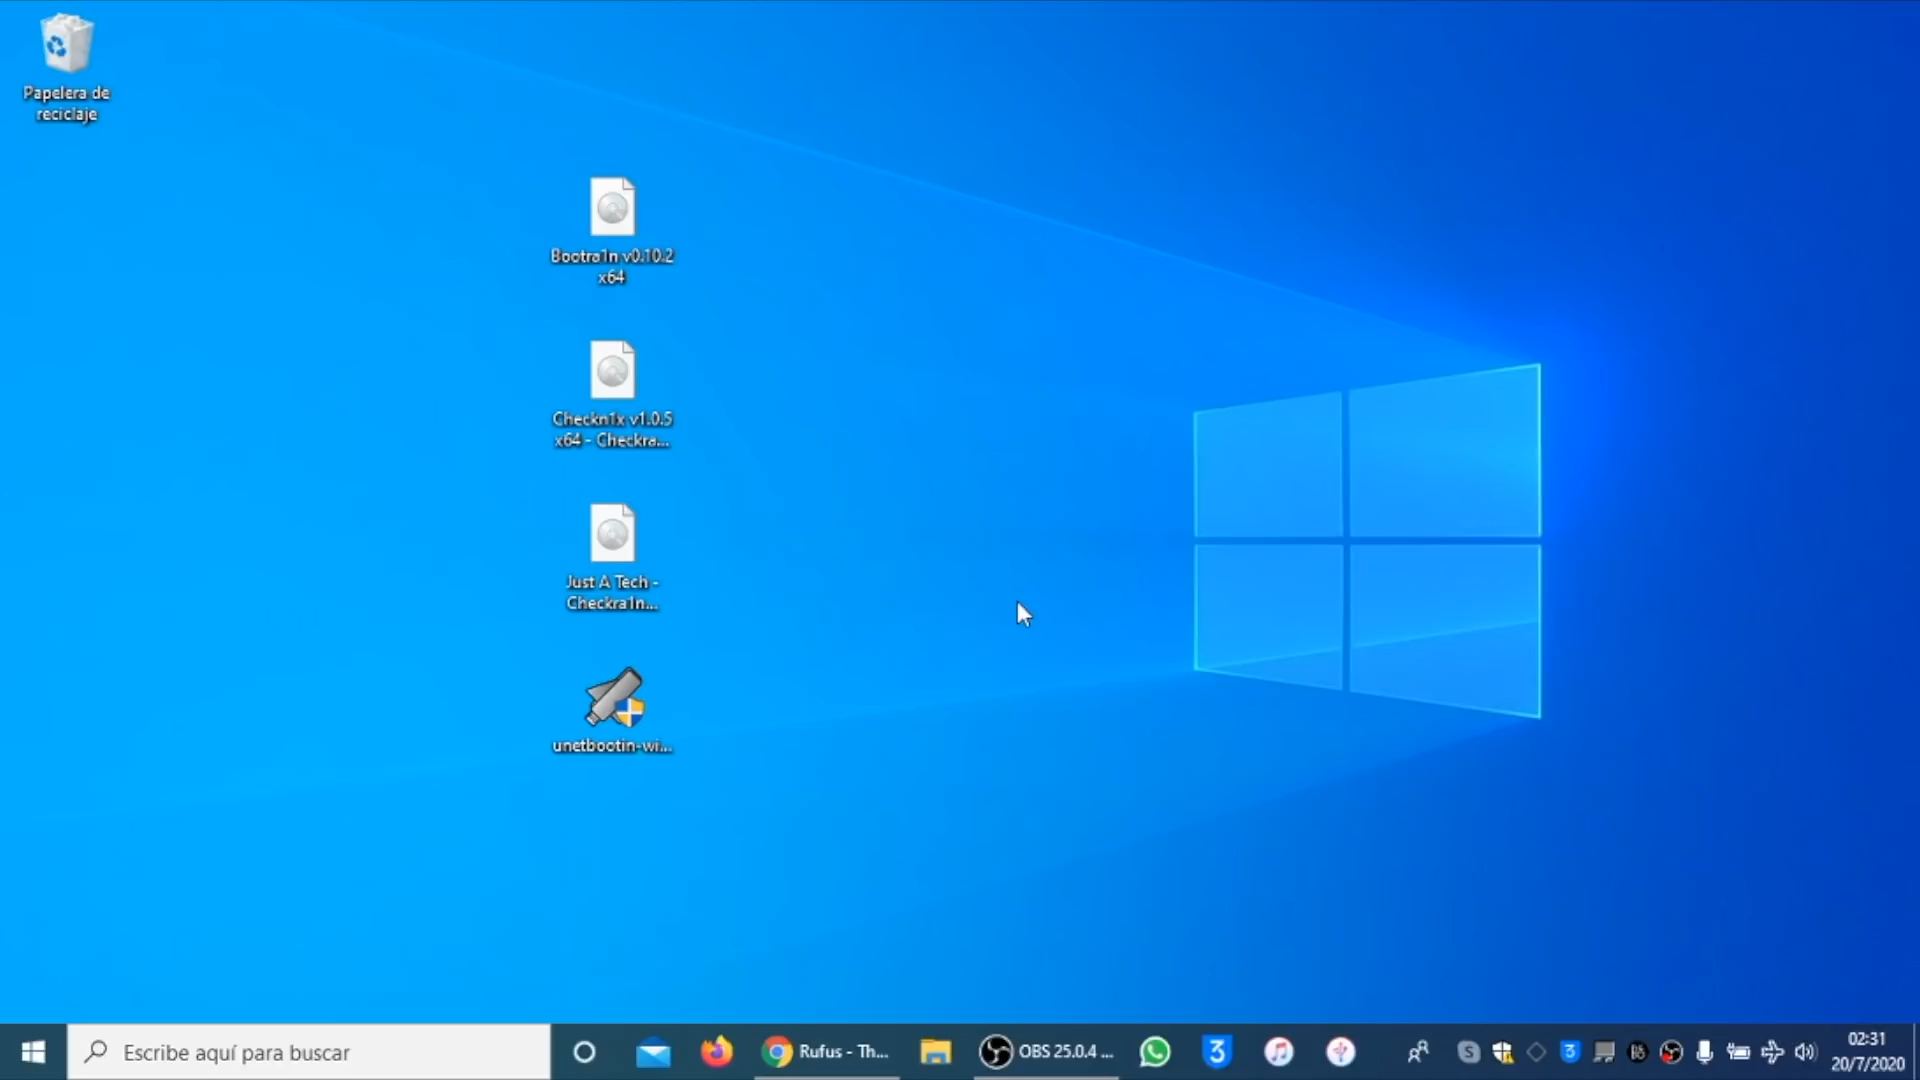 Papelera de
reciclaje
Bootra1n v0.10.2
x64
Checkn1x v1.0.5
x64 - Checkra...
Just A Tech -
Checkra1n...
unetbootin-wi...
Escribe aquí para buscar
Rufus - Th...
OBS 25.0.4 ...
02:31
20/7/2020